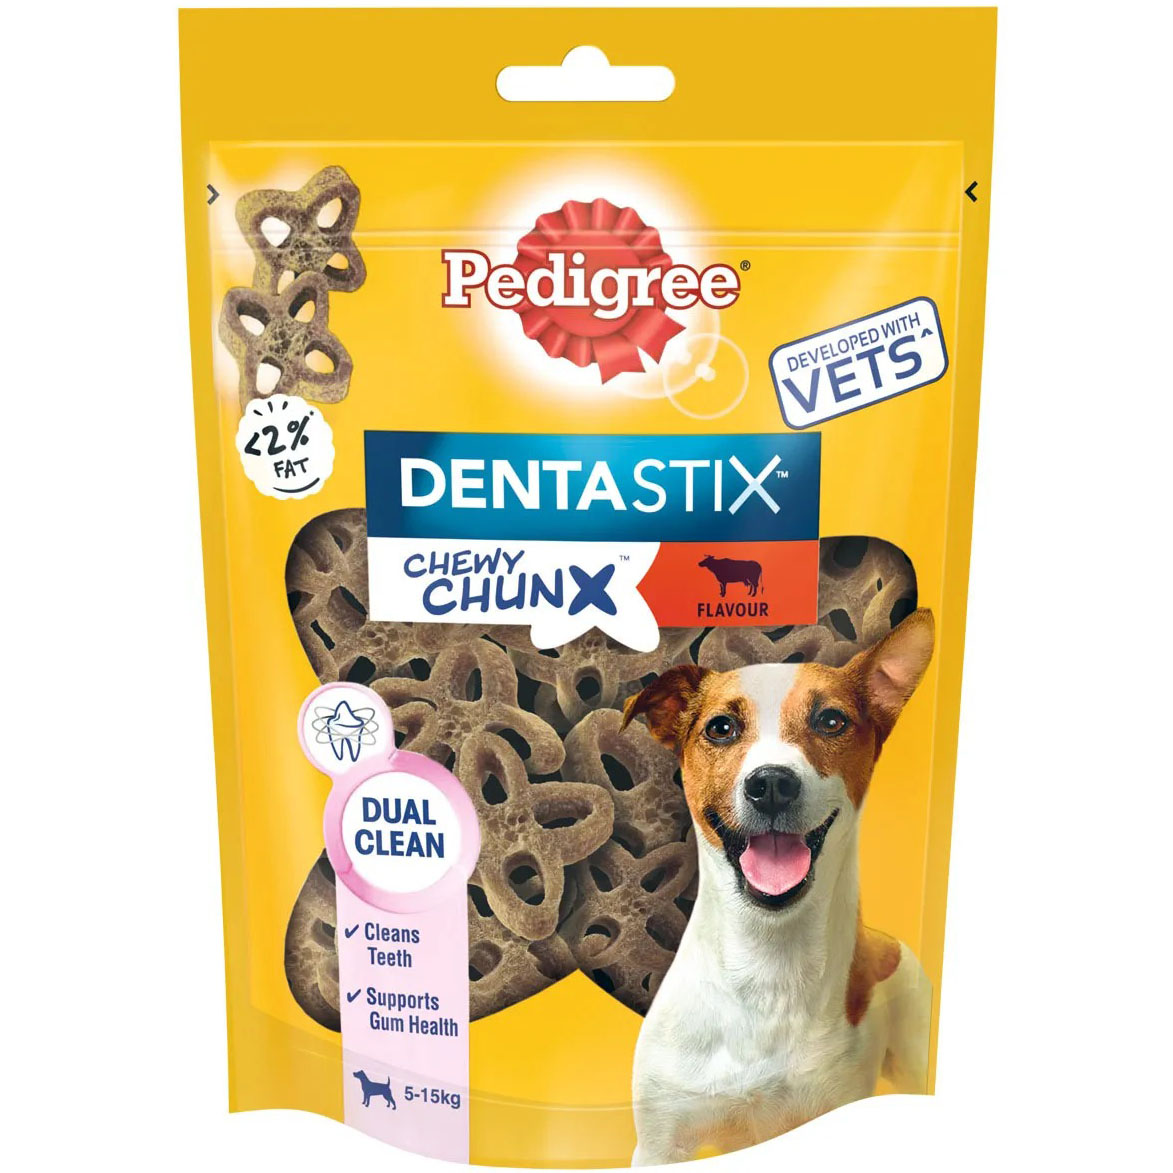 Pedigree®
DEVELOPED WITH
VETS^
<2%*
FAT
DENTASTIX™
CHEWY
CHUNX™
FLAVOUR
DUAL
CLEAN
✓ Cleans
Teeth
✓ Supports
Gum Health
5-15kg